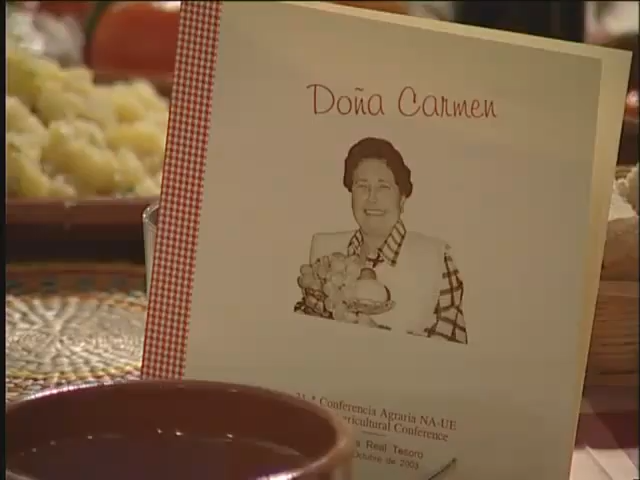 Doña Carmen
Conferencia Agraria NA-UE
Agricultural Conference
Real Tesoro
Octubre de 2003